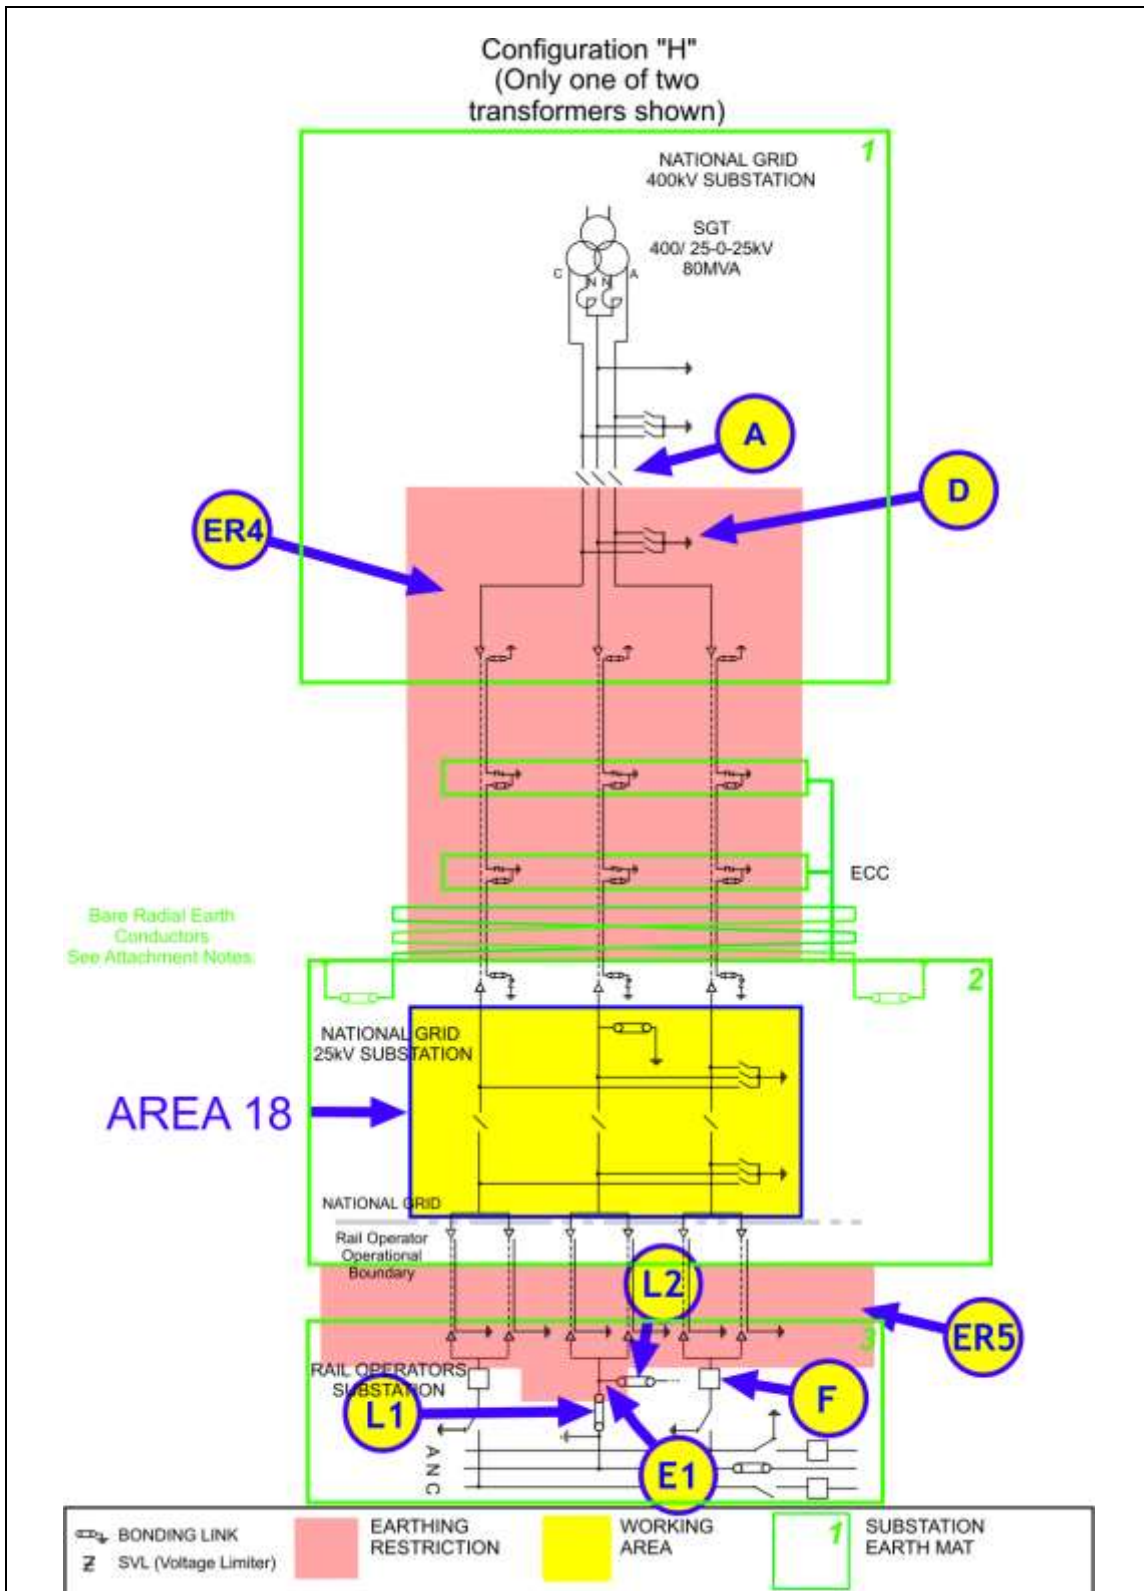 Configuration "H"
(Only one of two
transformers shown)
1
NATIONAL GRID
400kV SUBSTATION
SGT
400/ 25-0-25kV
80MVA
C
N N
A
A
D
ER4
ECC
Bare Radial Earth
Conductors
See Attachment Notes.
2
NATIONAL GRID
25kV SUBSTATION
AREA 18
NATIONAL GRID
Rail Operator
Operational
Boundary
L2
ER5
3
RAIL OPERATORS
SUBSTATION
L1
F
E1
A
N
C
BONDING LINK
SVL (Voltage Limiter)
EARTHING
RESTRICTION
WORKING
AREA
1
SUBSTATION
EARTH MAT